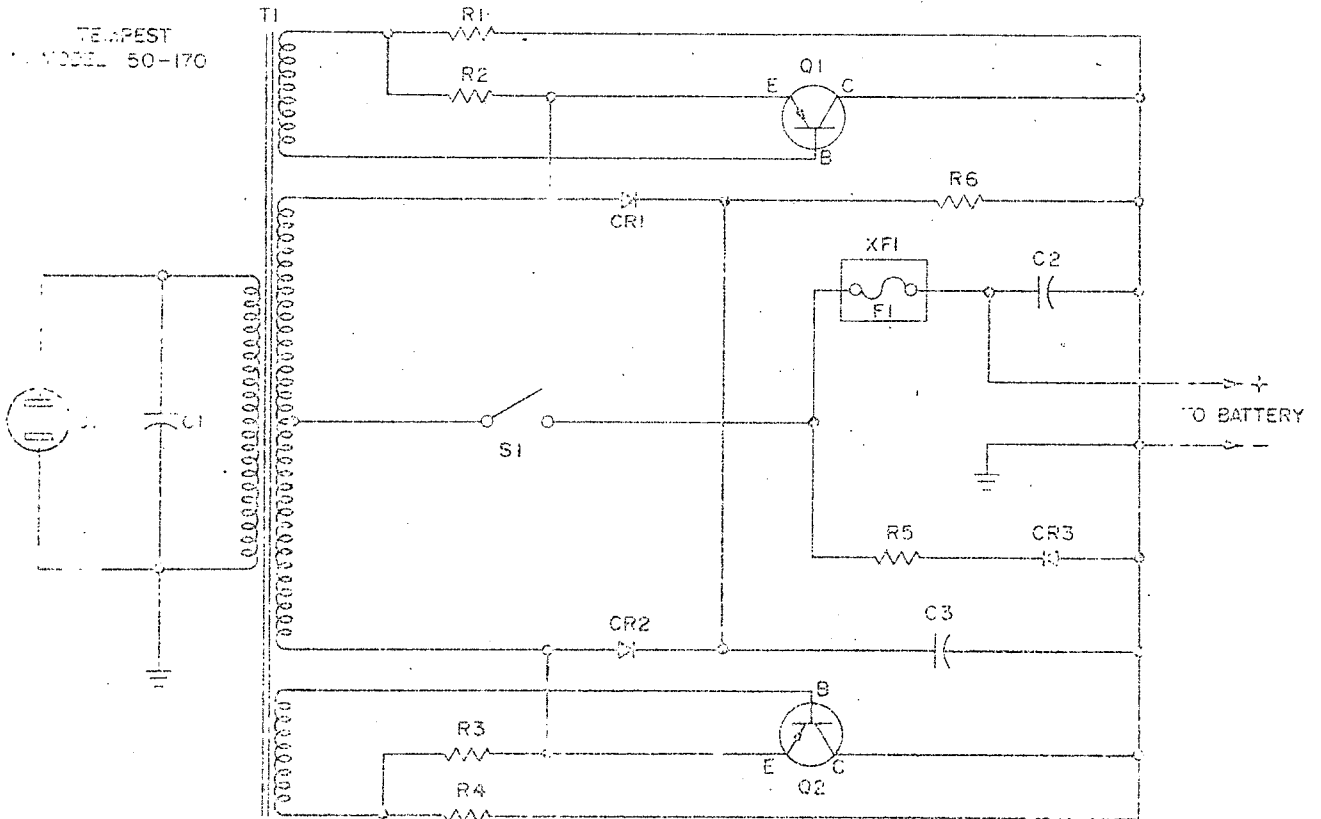 T1
R1
TEMPEST
MODEL 50-170
R2
Q1
E
C
B
R6
CR1
XF1
C2
F1
+
C1
TO BATTERY
S1
-
R5
CR3
C3
CR2
B
R3
E
C
R4
Q2